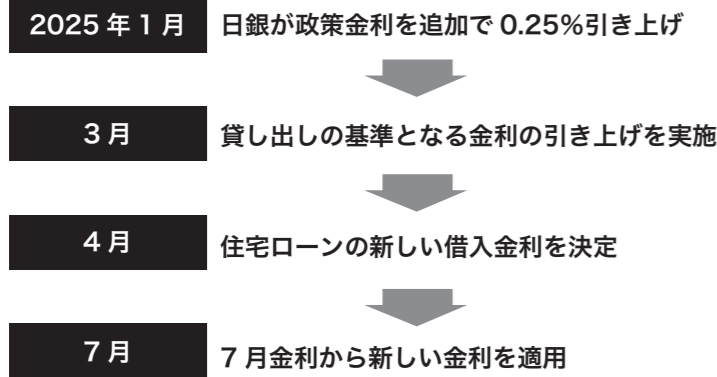 2025年1月 日銀が政策金利を追加で0.25%引き上げ
3月 貸し出しの基準となる金利の引き上げを実施
4月 住宅ローンの新しい借入金利を決定
7月 7月金利から新しい金利を適用